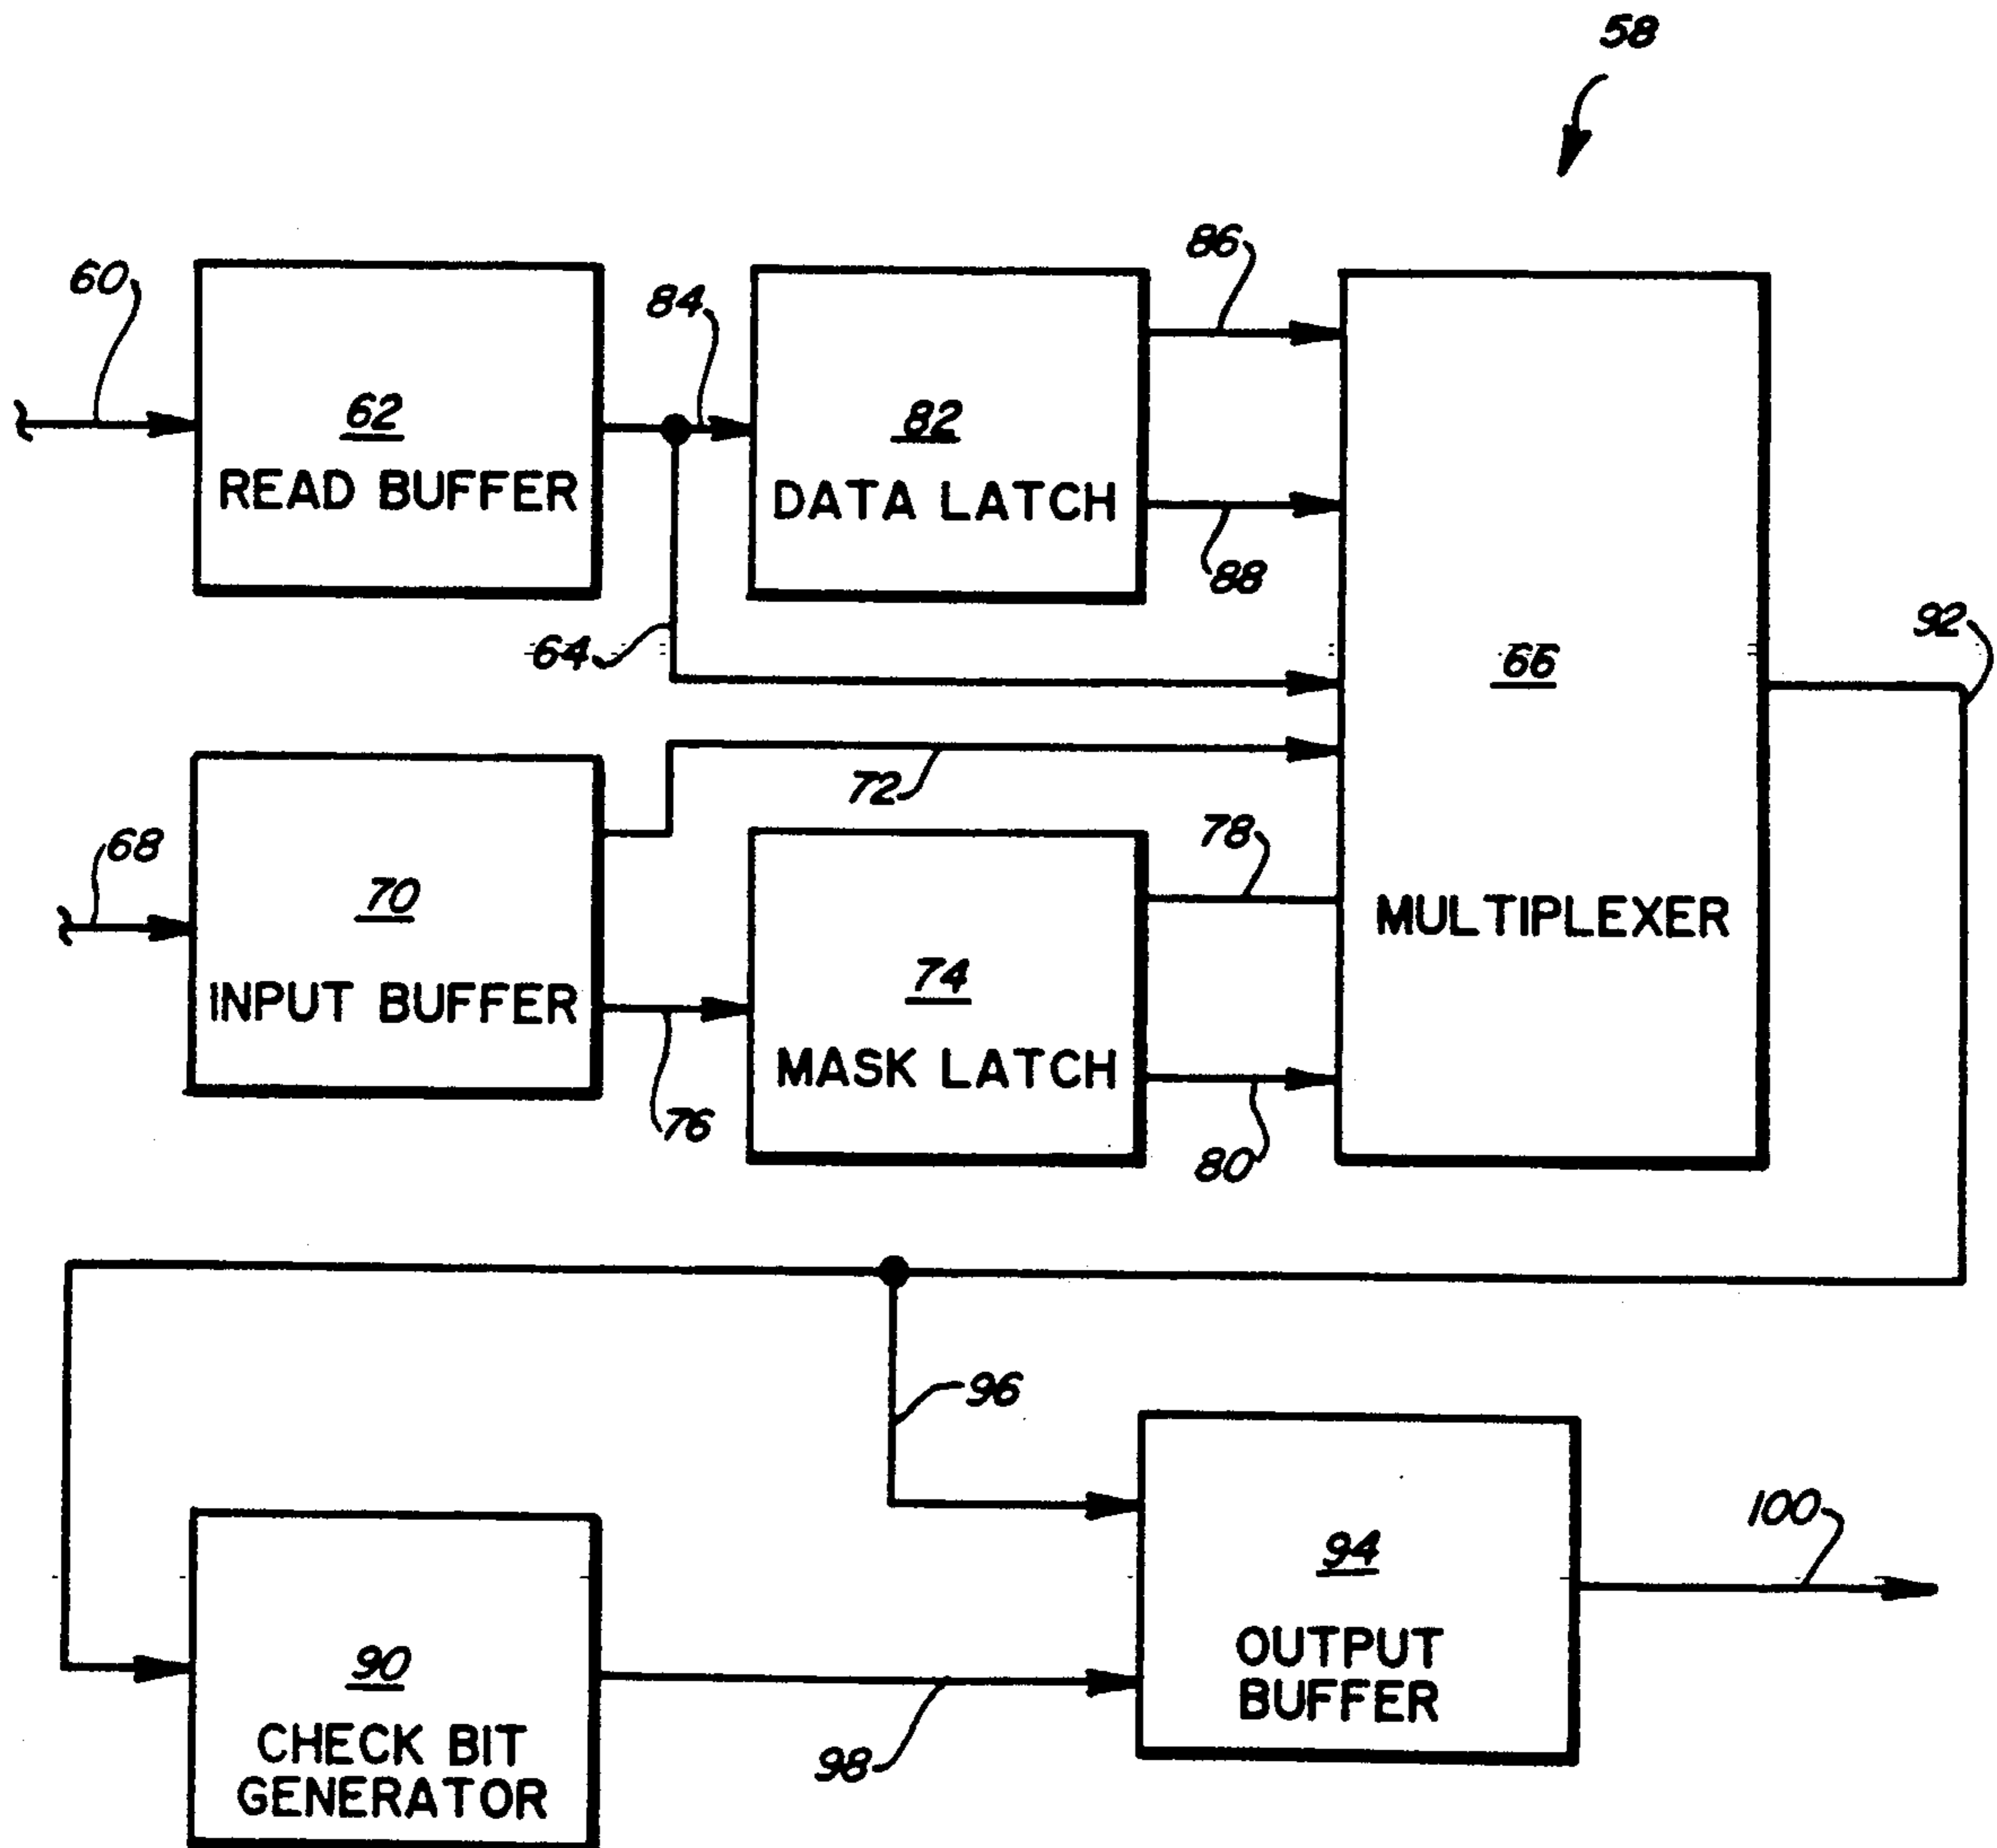 58
60
62
READ BUFFER
84
82
DATA LATCH
86
88
64
66
MULTIPLEXER
92
72
68
70
INPUT BUFFER
76
74
MASK LATCH
78
80
96
94
OUTPUT
BUFFER
100
90
CHECK BIT
GENERATOR
98